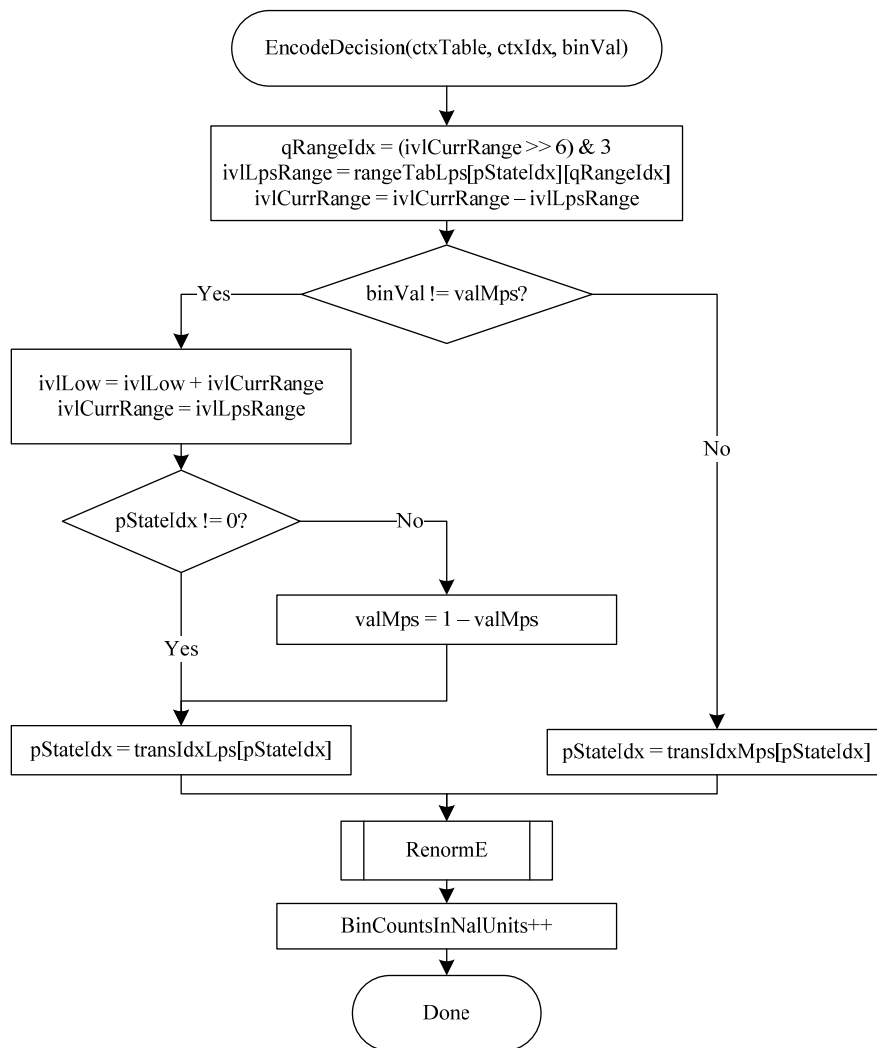 EncodeDecision(ctxTable, ctxIdx, binVal)
qRangeIdx = (ivlCurrRange >> 6) & 3
ivlLpsRange = rangeTabLps[pStateIdx][qRangeIdx]
ivlCurrRange = ivlCurrRange – ivlLpsRange
Yes
binVal != valMps?
ivlLow = ivlLow + ivlCurrRange
ivlCurrRange = ivlLpsRange
No
pStateIdx != 0?
No
valMps = 1 – valMps
Yes
pStateIdx = transIdxLps[pStateIdx]
pStateIdx = transIdxMps[pStateIdx]
RenormE
BinCountsInNalUnits++
Done